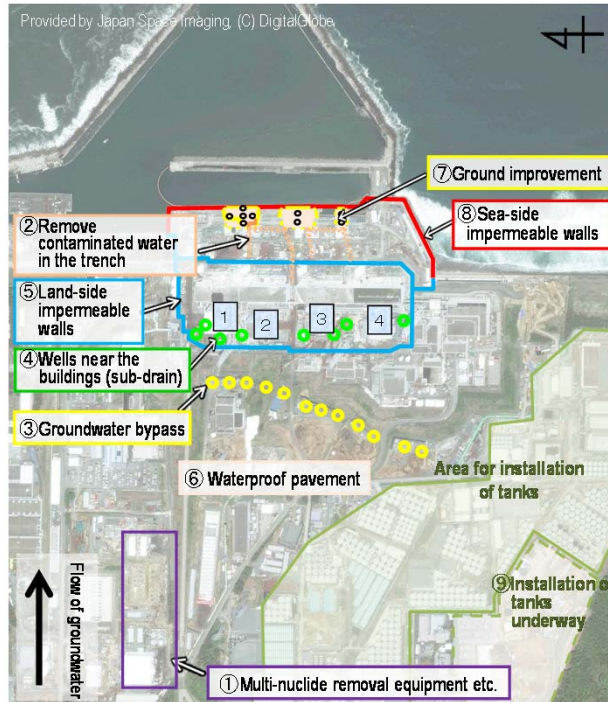 Provided by Japan Space Imaging, (C) DigitalGlobe
⑦Ground improvement
②Remove
contaminated water
in the trench
⑧Sea-side
impermeable walls
⑤Land-side
impermeable
walls
1
2
3
4
④Wells near the
buildings (sub-drain)
③Groundwater bypass
⑥ Waterproof pavement
Area for installation
of tanks
Flow of groundwater
⑨Installation o
tanks
underway
①Multi-nuclide removal equipment etc.